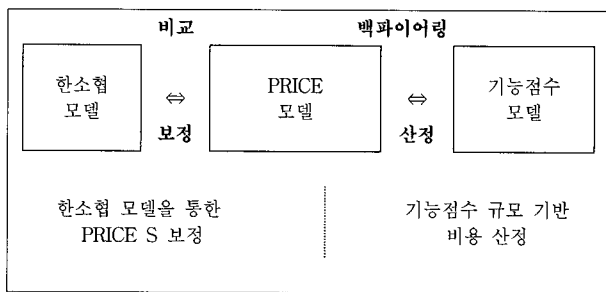 비교 백파이어링
한소협 모델 ⇔ PRICE 모델 ⇔ 기능점수 모델
보정 산정
한소협 모델을 통한 PRICE S 보정
기능점수 규모 기반 비용 산정